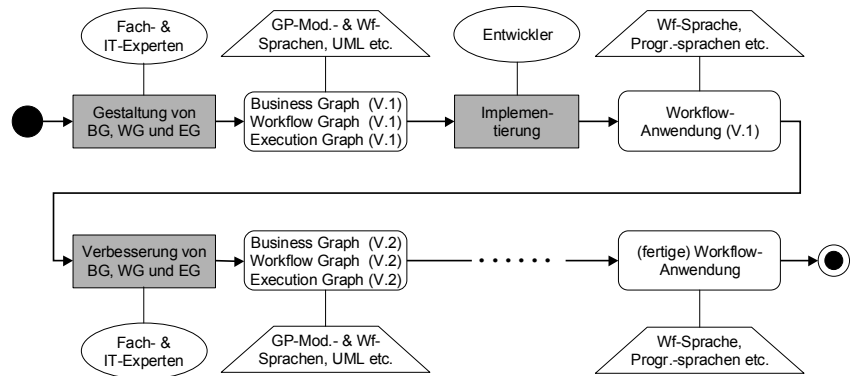 Fach- &
IT-Experten
GP-Mod.- & Wf-
Sprachen, UML etc.
Entwickler
Wf-Sprache,
Progr.-sprachen etc.
Gestaltung von
BG, WG und EG
Business Graph (V.1)
Workflow Graph (V.1)
Execution Graph (V.1)
Implemen-
tierung
Workflow-
Anwendung (V.1)
Verbesserung von
BG, WG und EG
Business Graph (V.2)
Workflow Graph (V.2)
Execution Graph (V.2)
(fertige) Workflow-
Anwendung
Fach- &
IT-Experten
GP-Mod.- & Wf-
Sprachen, UML etc.
Wf-Sprache,
Progr.-sprachen etc.